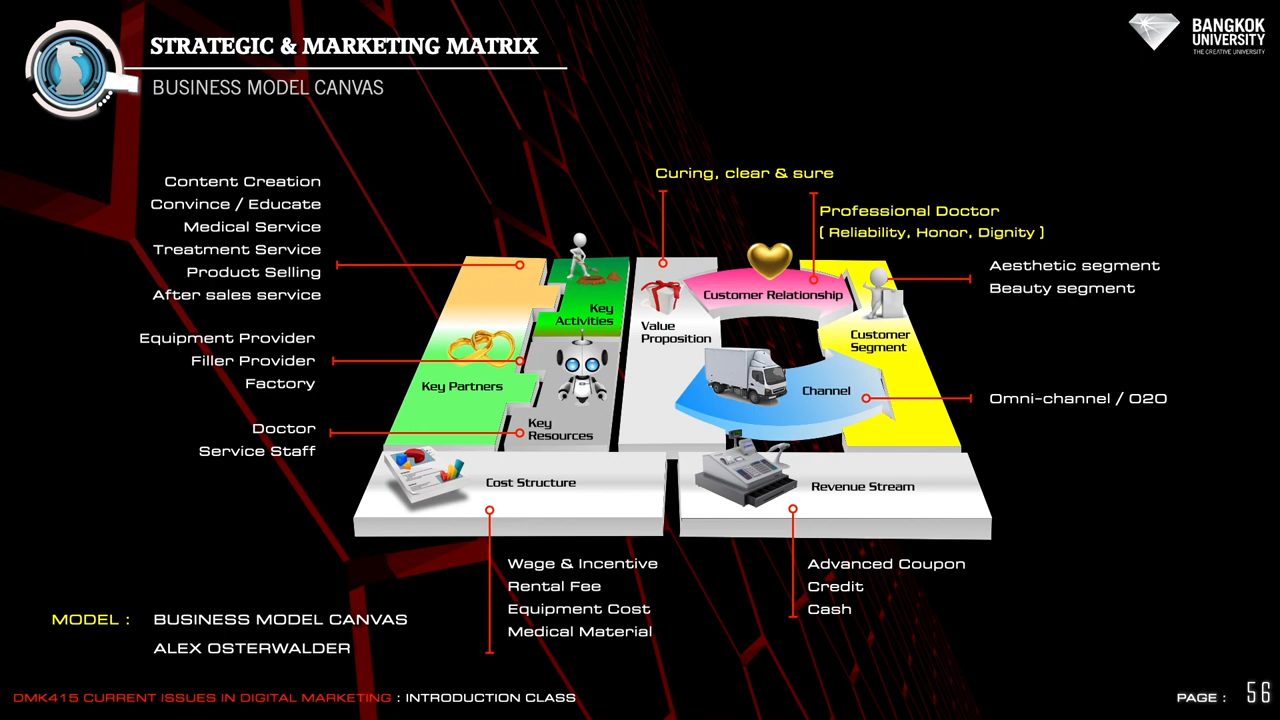 STRATEGIC & MARKETING MATRIX
BUSINESS MODEL CANVAS
BANGKOK
UNIVERSITY
THE CREATIVE UNIVERSITY
Content Creation
Convince / Educate
Medical Service
Treatment Service
Product Selling
After sales service
Equipment Provider
Filler Provider
Factory
Doctor
Service Staff
Curing, clear & sure
Professional Doctor
( Reliability, Honor, Dignity )
Aesthetic segment
Beauty segment
Omni-channel / O2O
Key
Activities
Key Partners
Key
Resources
Value
Proposition
Customer Relationship
Customer
Segment
Channel
Cost Structure
Revenue Stream
Wage & Incentive
Rental Fee
Equipment Cost
Medical Material
Advanced Coupon
Credit
Cash
MODEL : BUSINESS MODEL CANVAS
ALEX OSTERWALDER
DMK415 CURRENT ISSUES IN DIGITAL MARKETING : INTRODUCTION CLASS
PAGE : 56